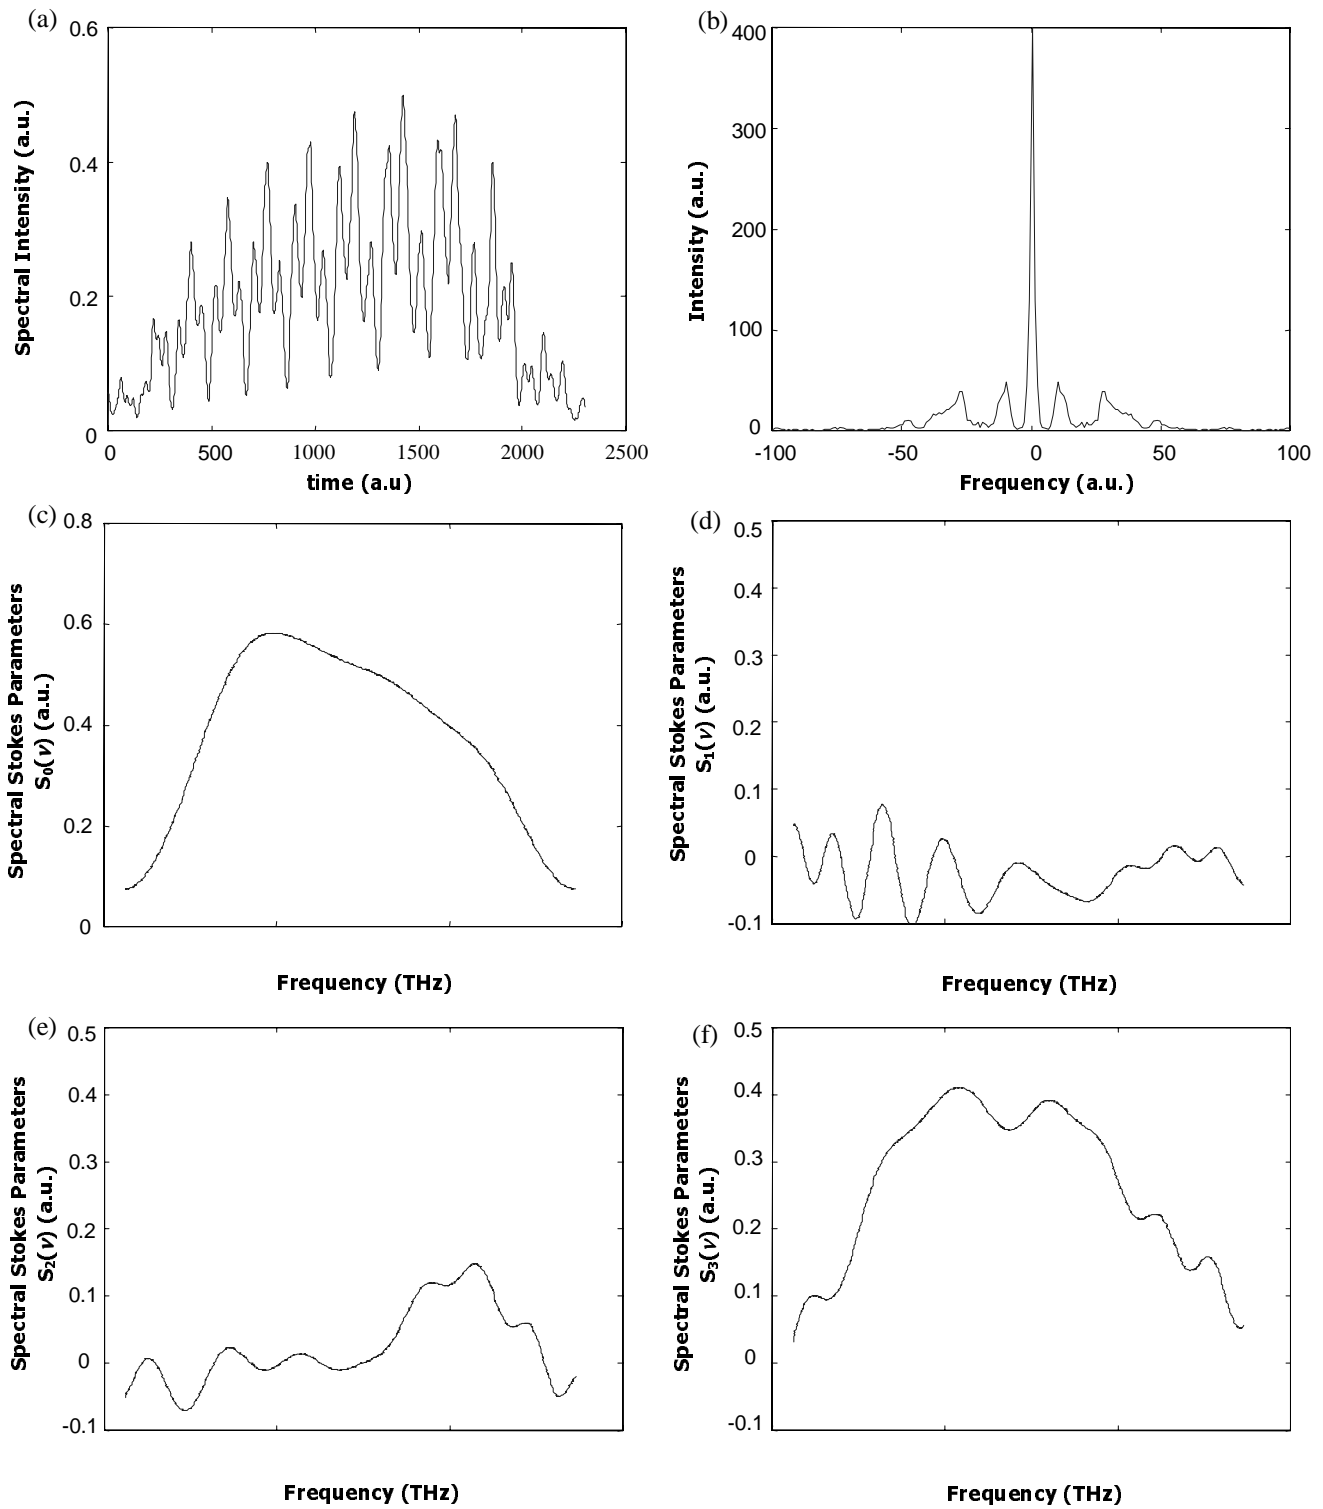 (a)
0.6
0.4
0.2
0
Spectral Intensity (a.u.)
0 500 1000 1500 2000 2500
time (a.u)
(b)
400
300
200
100
0
Intensity (a.u.)
-100 -50 0 50 100
Frequency (a.u.)
(c)
0.8
0.6
0.4
0.2
0
Spectral Stokes Parameters
S₀(ν) (a.u.)
Frequency (THz)
(d)
0.5
0.4
0.3
0.2
0.1
0
-0.1
Spectral Stokes Parameters
S₁(ν) (a.u.)
Frequency (THz)
(e)
0.5
0.4
0.3
0.2
0.1
0
-0.1
Spectral Stokes Parameters
S₂(ν) (a.u.)
Frequency (THz)
(f)
0.5
0.4
0.3
0.2
0.1
0
-0.1
Spectral Stokes Parameters
S₃(ν) (a.u.)
Frequency (THz)